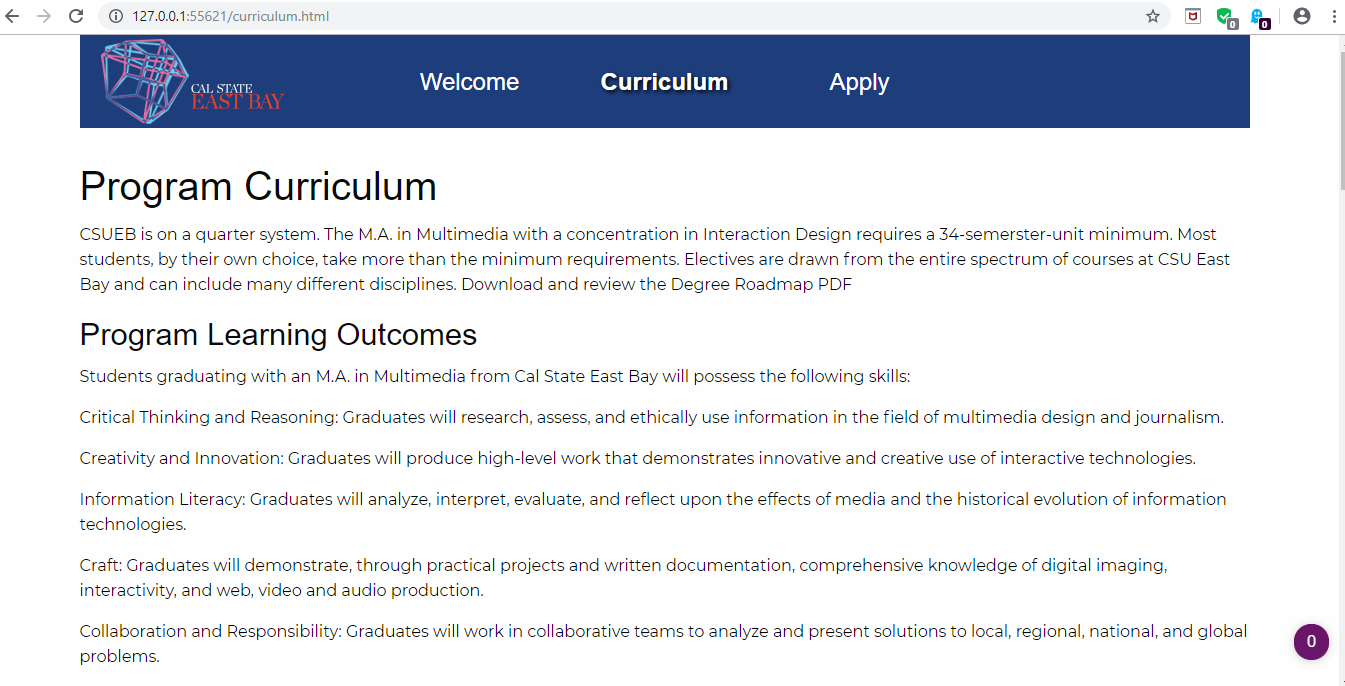 127.0.0.1:55621/curriculum.html
0
0
CAL STATE
EAST BAY
Welcome
Curriculum
Apply
Program Curriculum
CSUEB is on a quarter system. The M.A. in Multimedia with a concentration in Interaction Design requires a 34-semerster-unit minimum. Most
students, by their own choice, take more than the minimum requirements. Electives are drawn from the entire spectrum of courses at CSU East
Bay and can include many different disciplines. Download and review the Degree Roadmap PDF
Program Learning Outcomes
Students graduating with an M.A. in Multimedia from Cal State East Bay will possess the following skills:
Critical Thinking and Reasoning: Graduates will research, assess, and ethically use information in the field of multimedia design and journalism.
Creativity and Innovation: Graduates will produce high-level work that demonstrates innovative and creative use of interactive technologies.
Information Literacy: Graduates will analyze, interpret, evaluate, and reflect upon the effects of media and the historical evolution of information
technologies.
Craft: Graduates will demonstrate, through practical projects and written documentation, comprehensive knowledge of digital imaging,
interactivity, and web, video and audio production.
Collaboration and Responsibility: Graduates will work in collaborative teams to analyze and present solutions to local, regional, national, and global
problems.
0